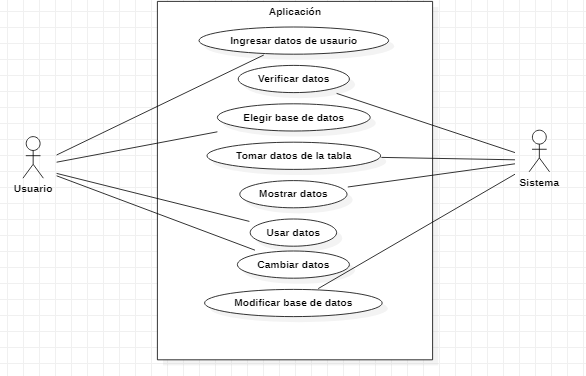 Aplicación
Ingresar datos de usaurio
Verificar datos
Elegir base de datos
Tomar datos de la tabla
Mostrar datos
Usar datos
Cambiar datos
Modificar base de datos
Usuario
Sistema